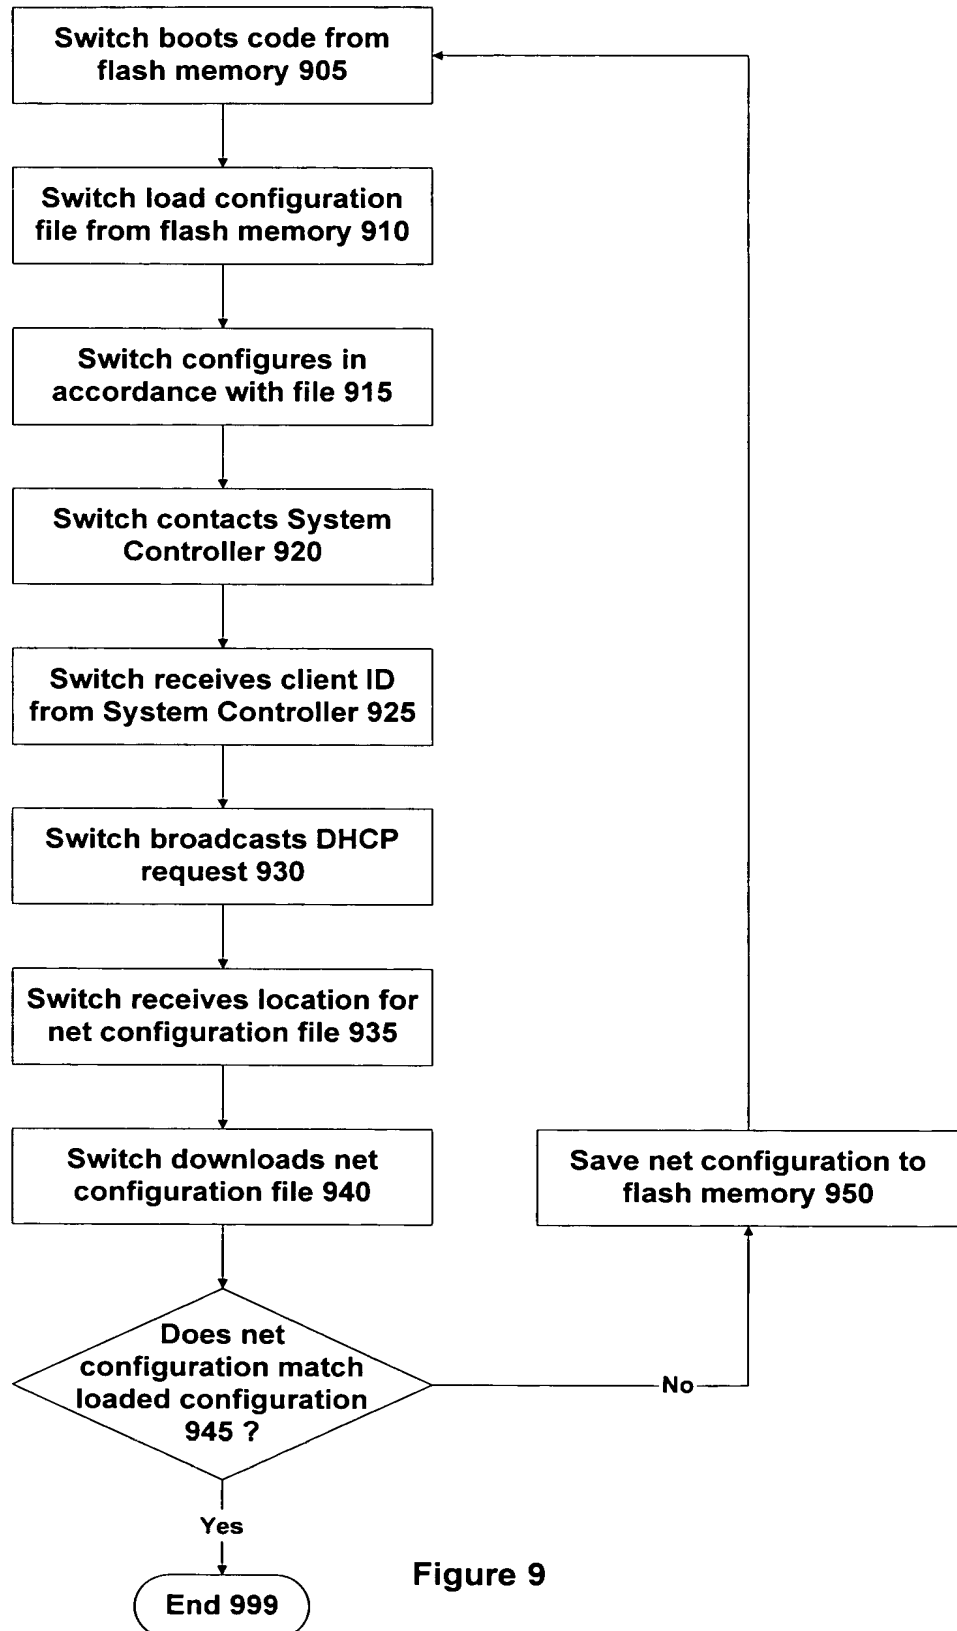 Switch boots code from
flash memory 905
Switch load configuration
file from flash memory 910
Switch configures in
accordance with file 915
Switch contacts System
Controller 920
Switch receives client ID
from System Controller 925
Switch broadcasts DHCP
request 930
Switch receives location for
net configuration file 935
Switch downloads net
configuration file 940
Save net configuration to
flash memory 950
Does net
configuration match
loaded configuration
945 ?
No
Yes
End 999
Figure 9